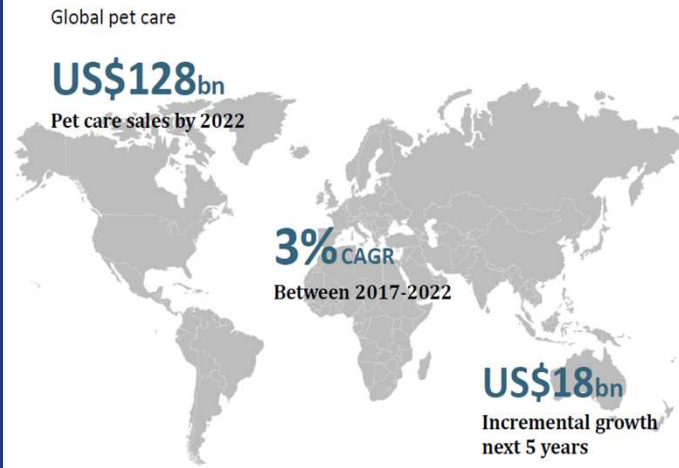 Global pet care
US$128bn
Pet care sales by 2022
3% CAGR
Between 2017-2022
US$18bn
Incremental growth
next 5 years